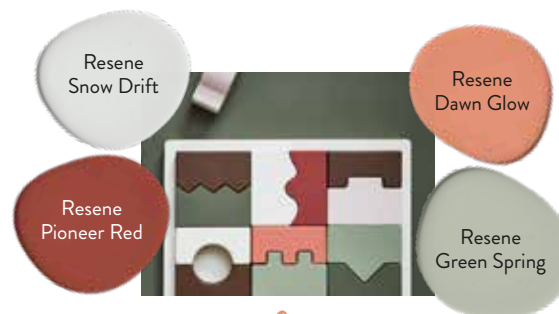 Resene
Snow Drift
Resene
Dawn Glow
Resene
Pioneer Red
Resene
Green Spring